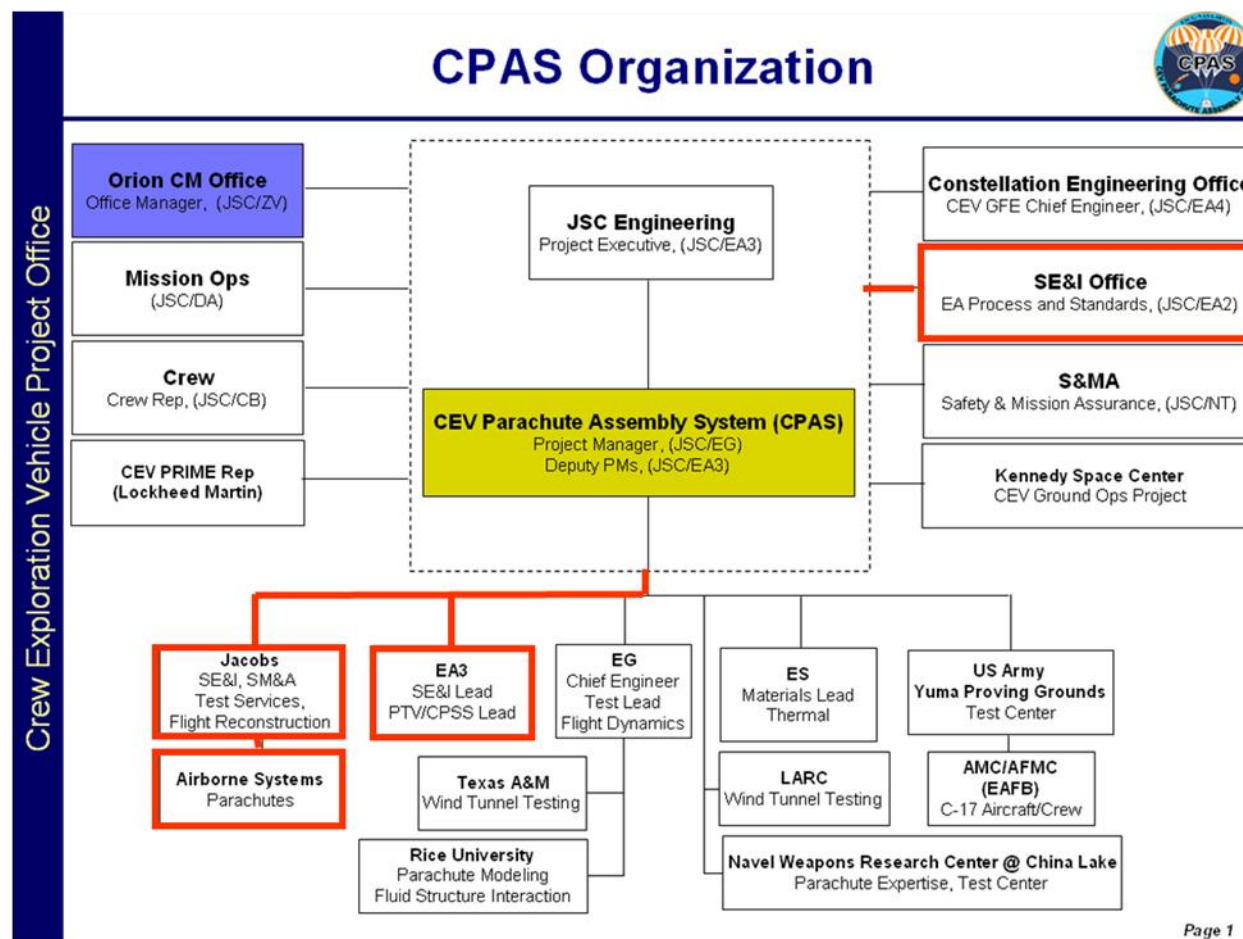 CPAS Organization
CPAS
Crew Exploration Vehicle Project Office
Orion CM Office
Office Manager, (JSC/ZV)
Mission Ops
(JSC/DA)
Crew
Crew Rep, (JSC/CB)
CEV PRIME Rep
(Lockheed Martin)
JSC Engineering
Project Executive, (JSC/EA3)
CEV Parachute Assembly System (CPAS)
Project Manager, (JSC/EG)
Deputy PMs, (JSC/EA3)
Constellation Engineering Office
CEV GFE Chief Engineer, (JSC/EA4)
SE&I Office
EA Process and Standards, (JSC/EA2)
S&MA
Safety & Mission Assurance, (JSC/NT)
Kennedy Space Center
CEV Ground Ops Project
Jacobs
SE&I, SM&A
Test Services,
Flight Reconstruction
Airborne Systems
Parachutes
EA3
SE&I Lead
PTV/CPSS Lead
EG
Chief Engineer
Test Lead
Flight Dynamics
Texas A&M
Wind Tunnel Testing
Rice University
Parachute Modeling
Fluid Structure Interaction
ES
Materials Lead
Thermal
LARC
Wind Tunnel Testing
Navel Weapons Research Center @ China Lake
Parachute Expertise, Test Center
US Army
Yuma Proving Grounds
Test Center
AMC/AFMC
(EAFB)
C-17 Aircraft/Crew
Page 1